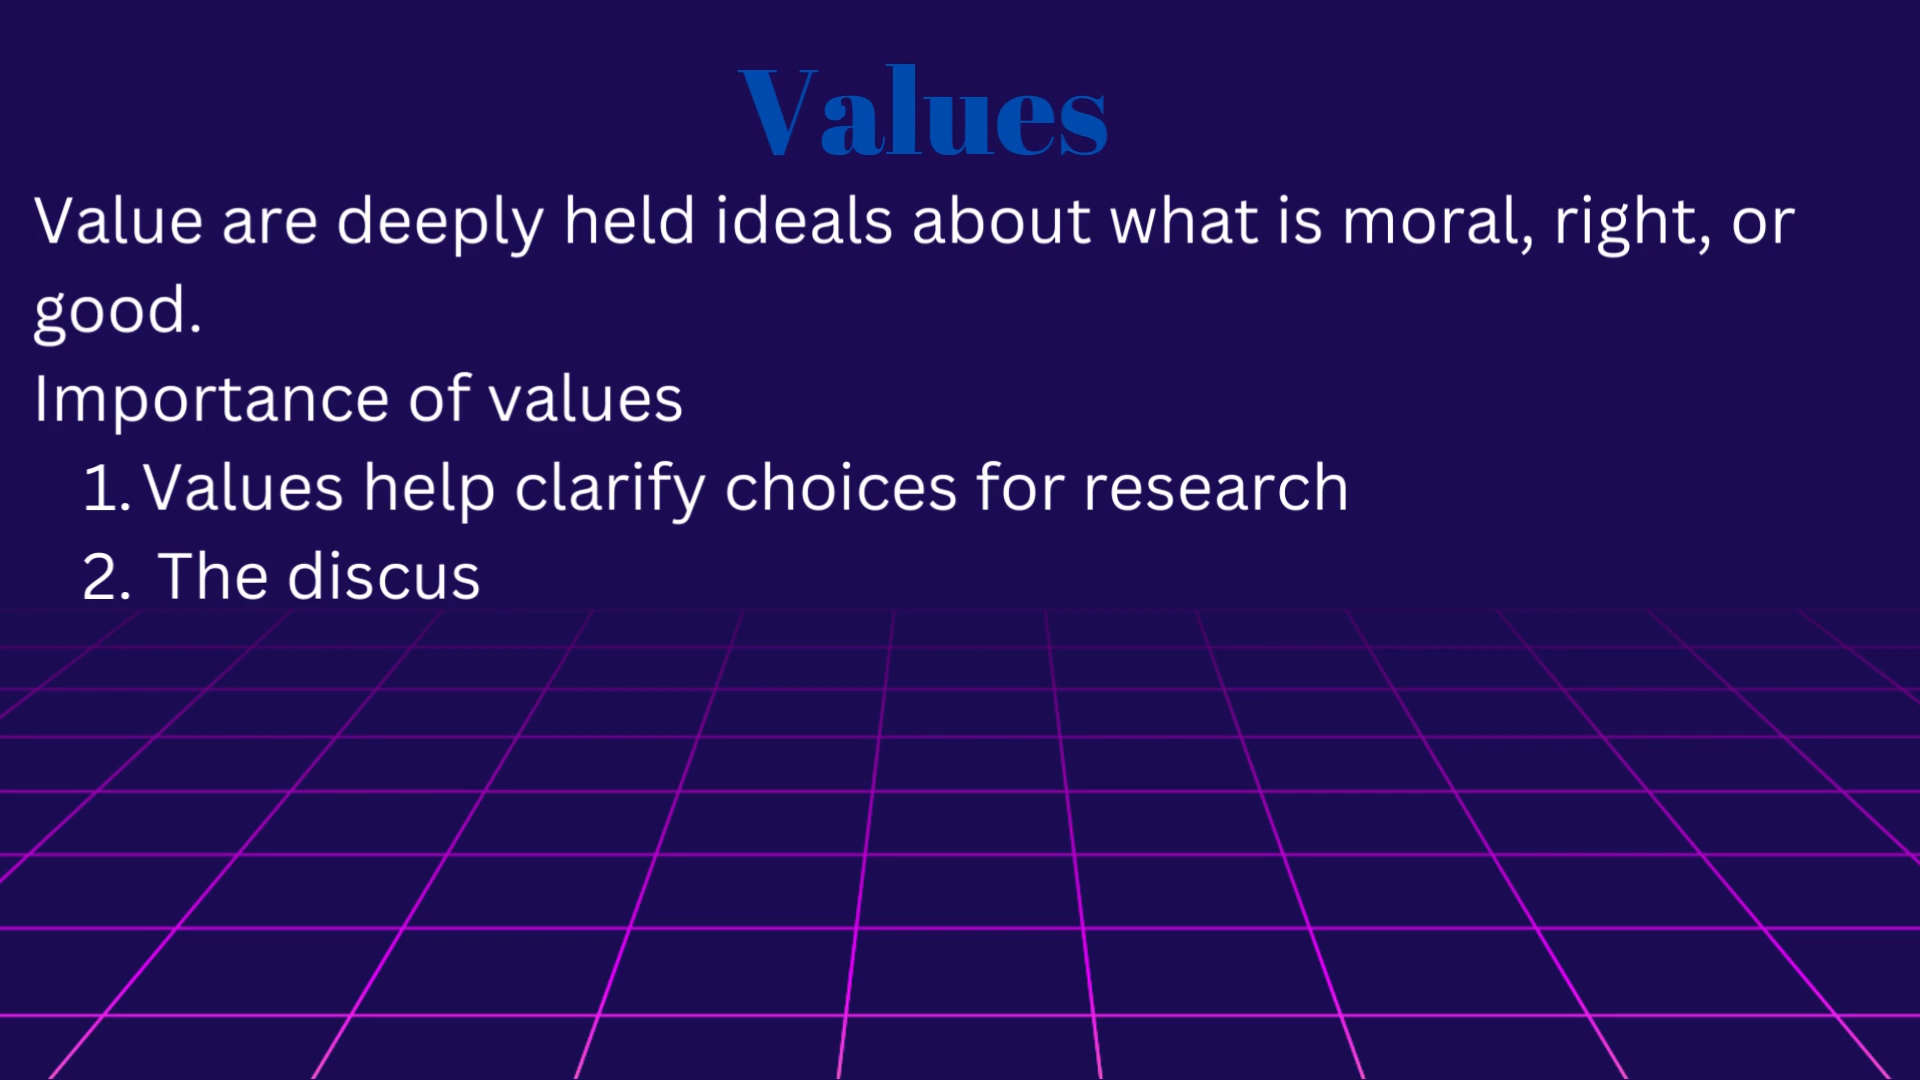 Values
Value are deeply held ideals about what is moral, right, or
good.
Importance of values
1. Values help clarify choices for research
2. The discus